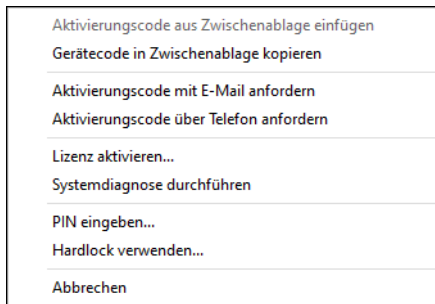 Aktivierungscode aus Zwischenablage einfügen
Gerätecode in Zwischenablage kopieren
Aktivierungscode mit E-Mail anfordern
Aktivierungscode über Telefon anfordern
Lizenz aktivieren...
Systemdiagnose durchführen
PIN eingeben...
Hardlock verwenden...
Abbrechen